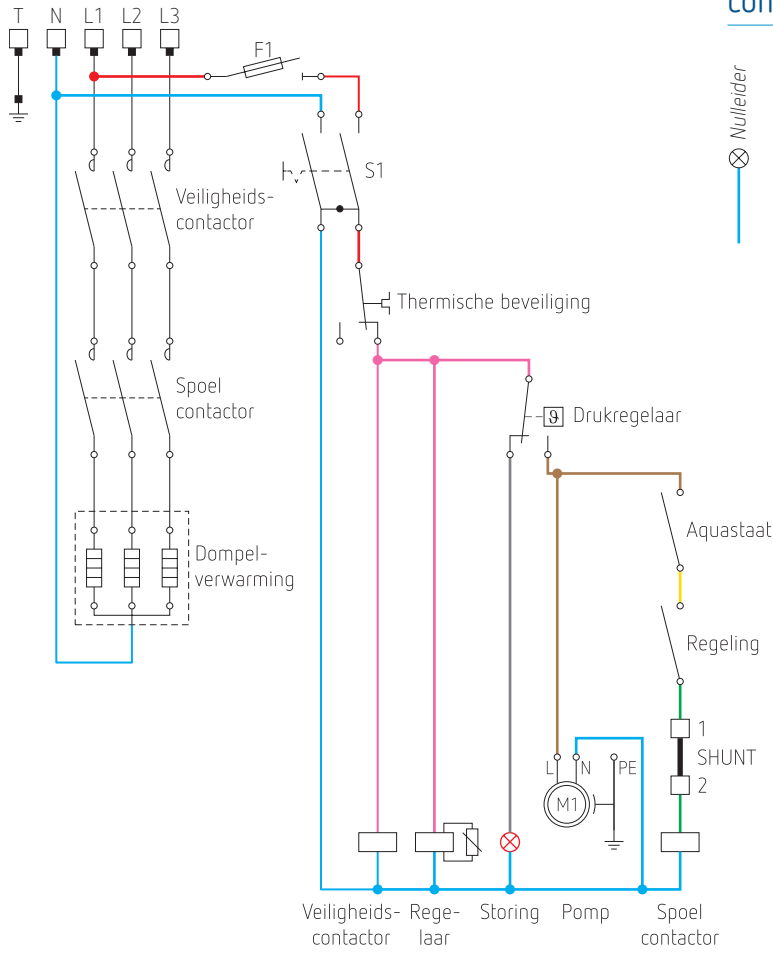 T N L1 L2 L3
F1
Nulleider
S1
Veiligheids-
contactor
Thermische beveiliging
Spoel
contactor
ϑ Drukregelaar
Aquastaat
Dompel-
verwarming
Regeling
1
SHUNT
2
L N PE
M1
Veiligheids-
contactor
Rege-
laar
Storing
Pomp
Spoel
contactor